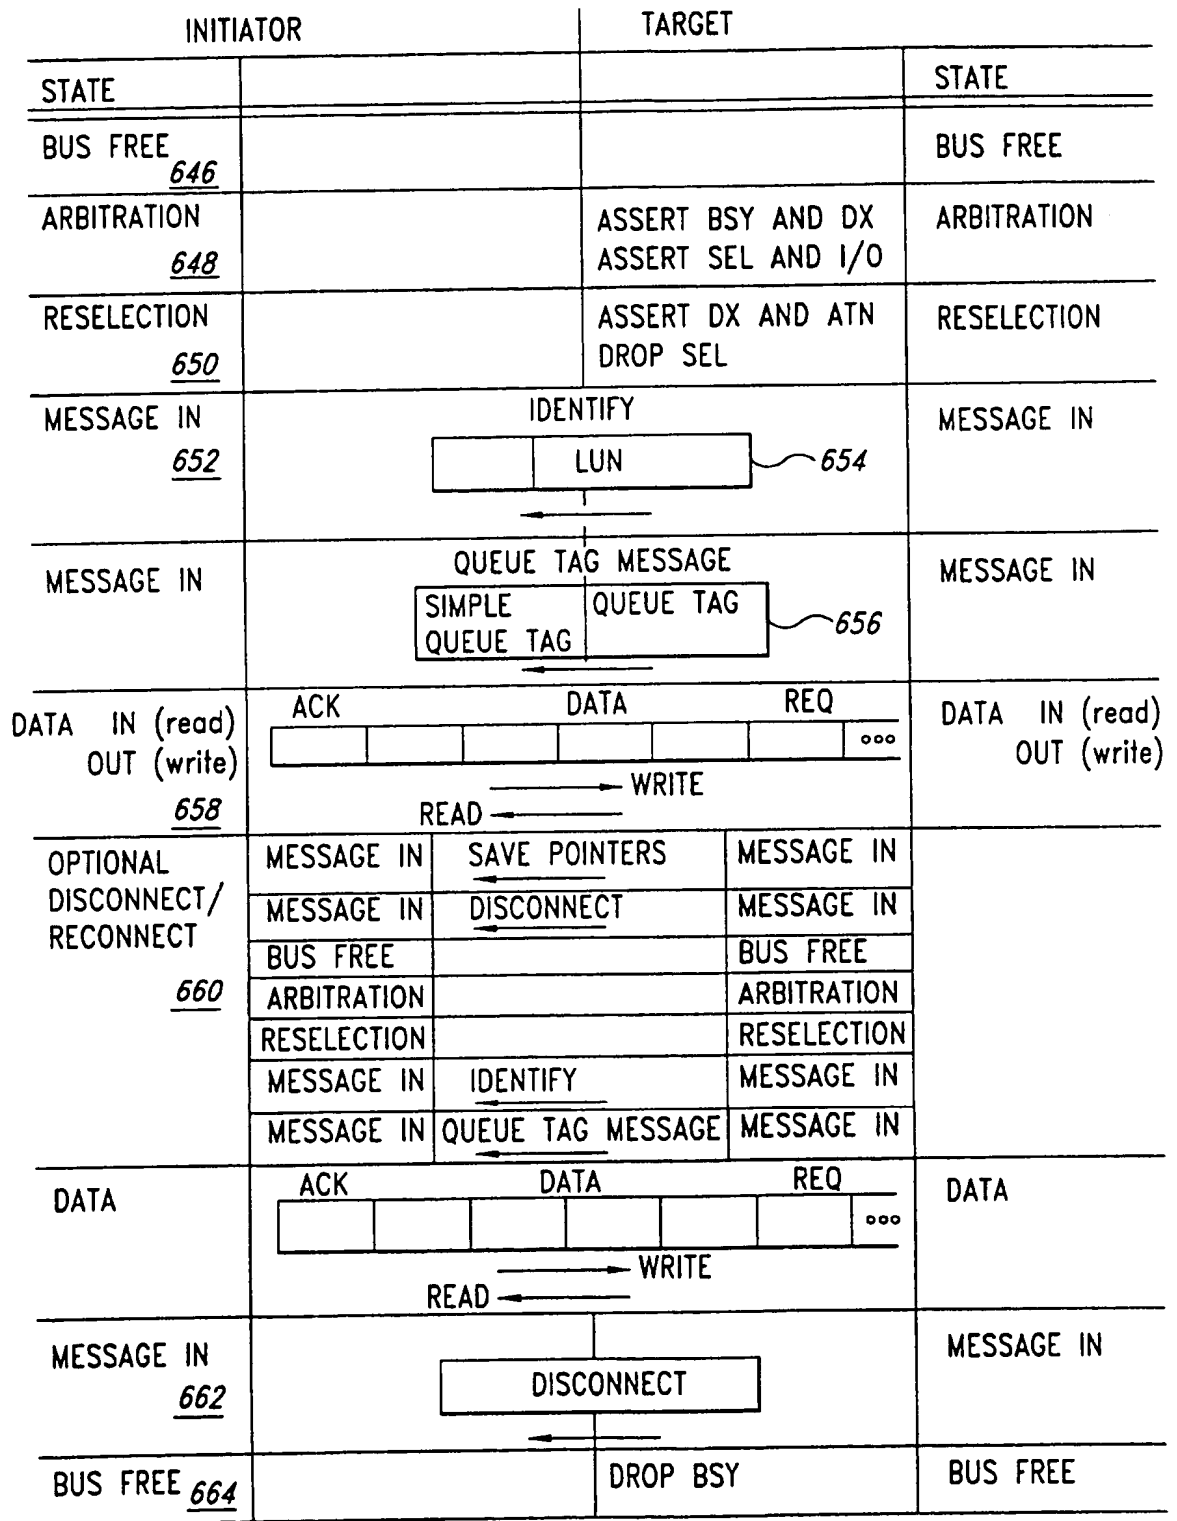 INITIATOR TARGET
STATE STATE
BUS FREE 646 BUS FREE
ARBITRATION 648 ASSERT BSY AND DX ARBITRATION
ASSERT SEL AND I/O
RESELECTION 650 ASSERT DX AND ATN RESELECTION
DROP SEL
MESSAGE IN 652 IDENTIFY MESSAGE IN
LUN 654
MESSAGE IN QUEUE TAG MESSAGE MESSAGE IN
SIMPLE QUEUE TAG
QUEUE TAG 656
ACK DATA REQ
DATA IN (read) ooo DATA IN (read)
OUT (write) OUT (write)
WRITE
658 READ
OPTIONAL MESSAGE IN SAVE POINTERS MESSAGE IN
DISCONNECT/ MESSAGE IN DISCONNECT MESSAGE IN
RECONNECT BUS FREE BUS FREE
660 ARBITRATION ARBITRATION
RESELECTION RESELECTION
MESSAGE IN IDENTIFY MESSAGE IN
MESSAGE IN QUEUE TAG MESSAGE MESSAGE IN
ACK DATA REQ
DATA ooo DATA
WRITE
READ
MESSAGE IN MESSAGE IN
662 DISCONNECT
BUS FREE 664 DROP BSY BUS FREE